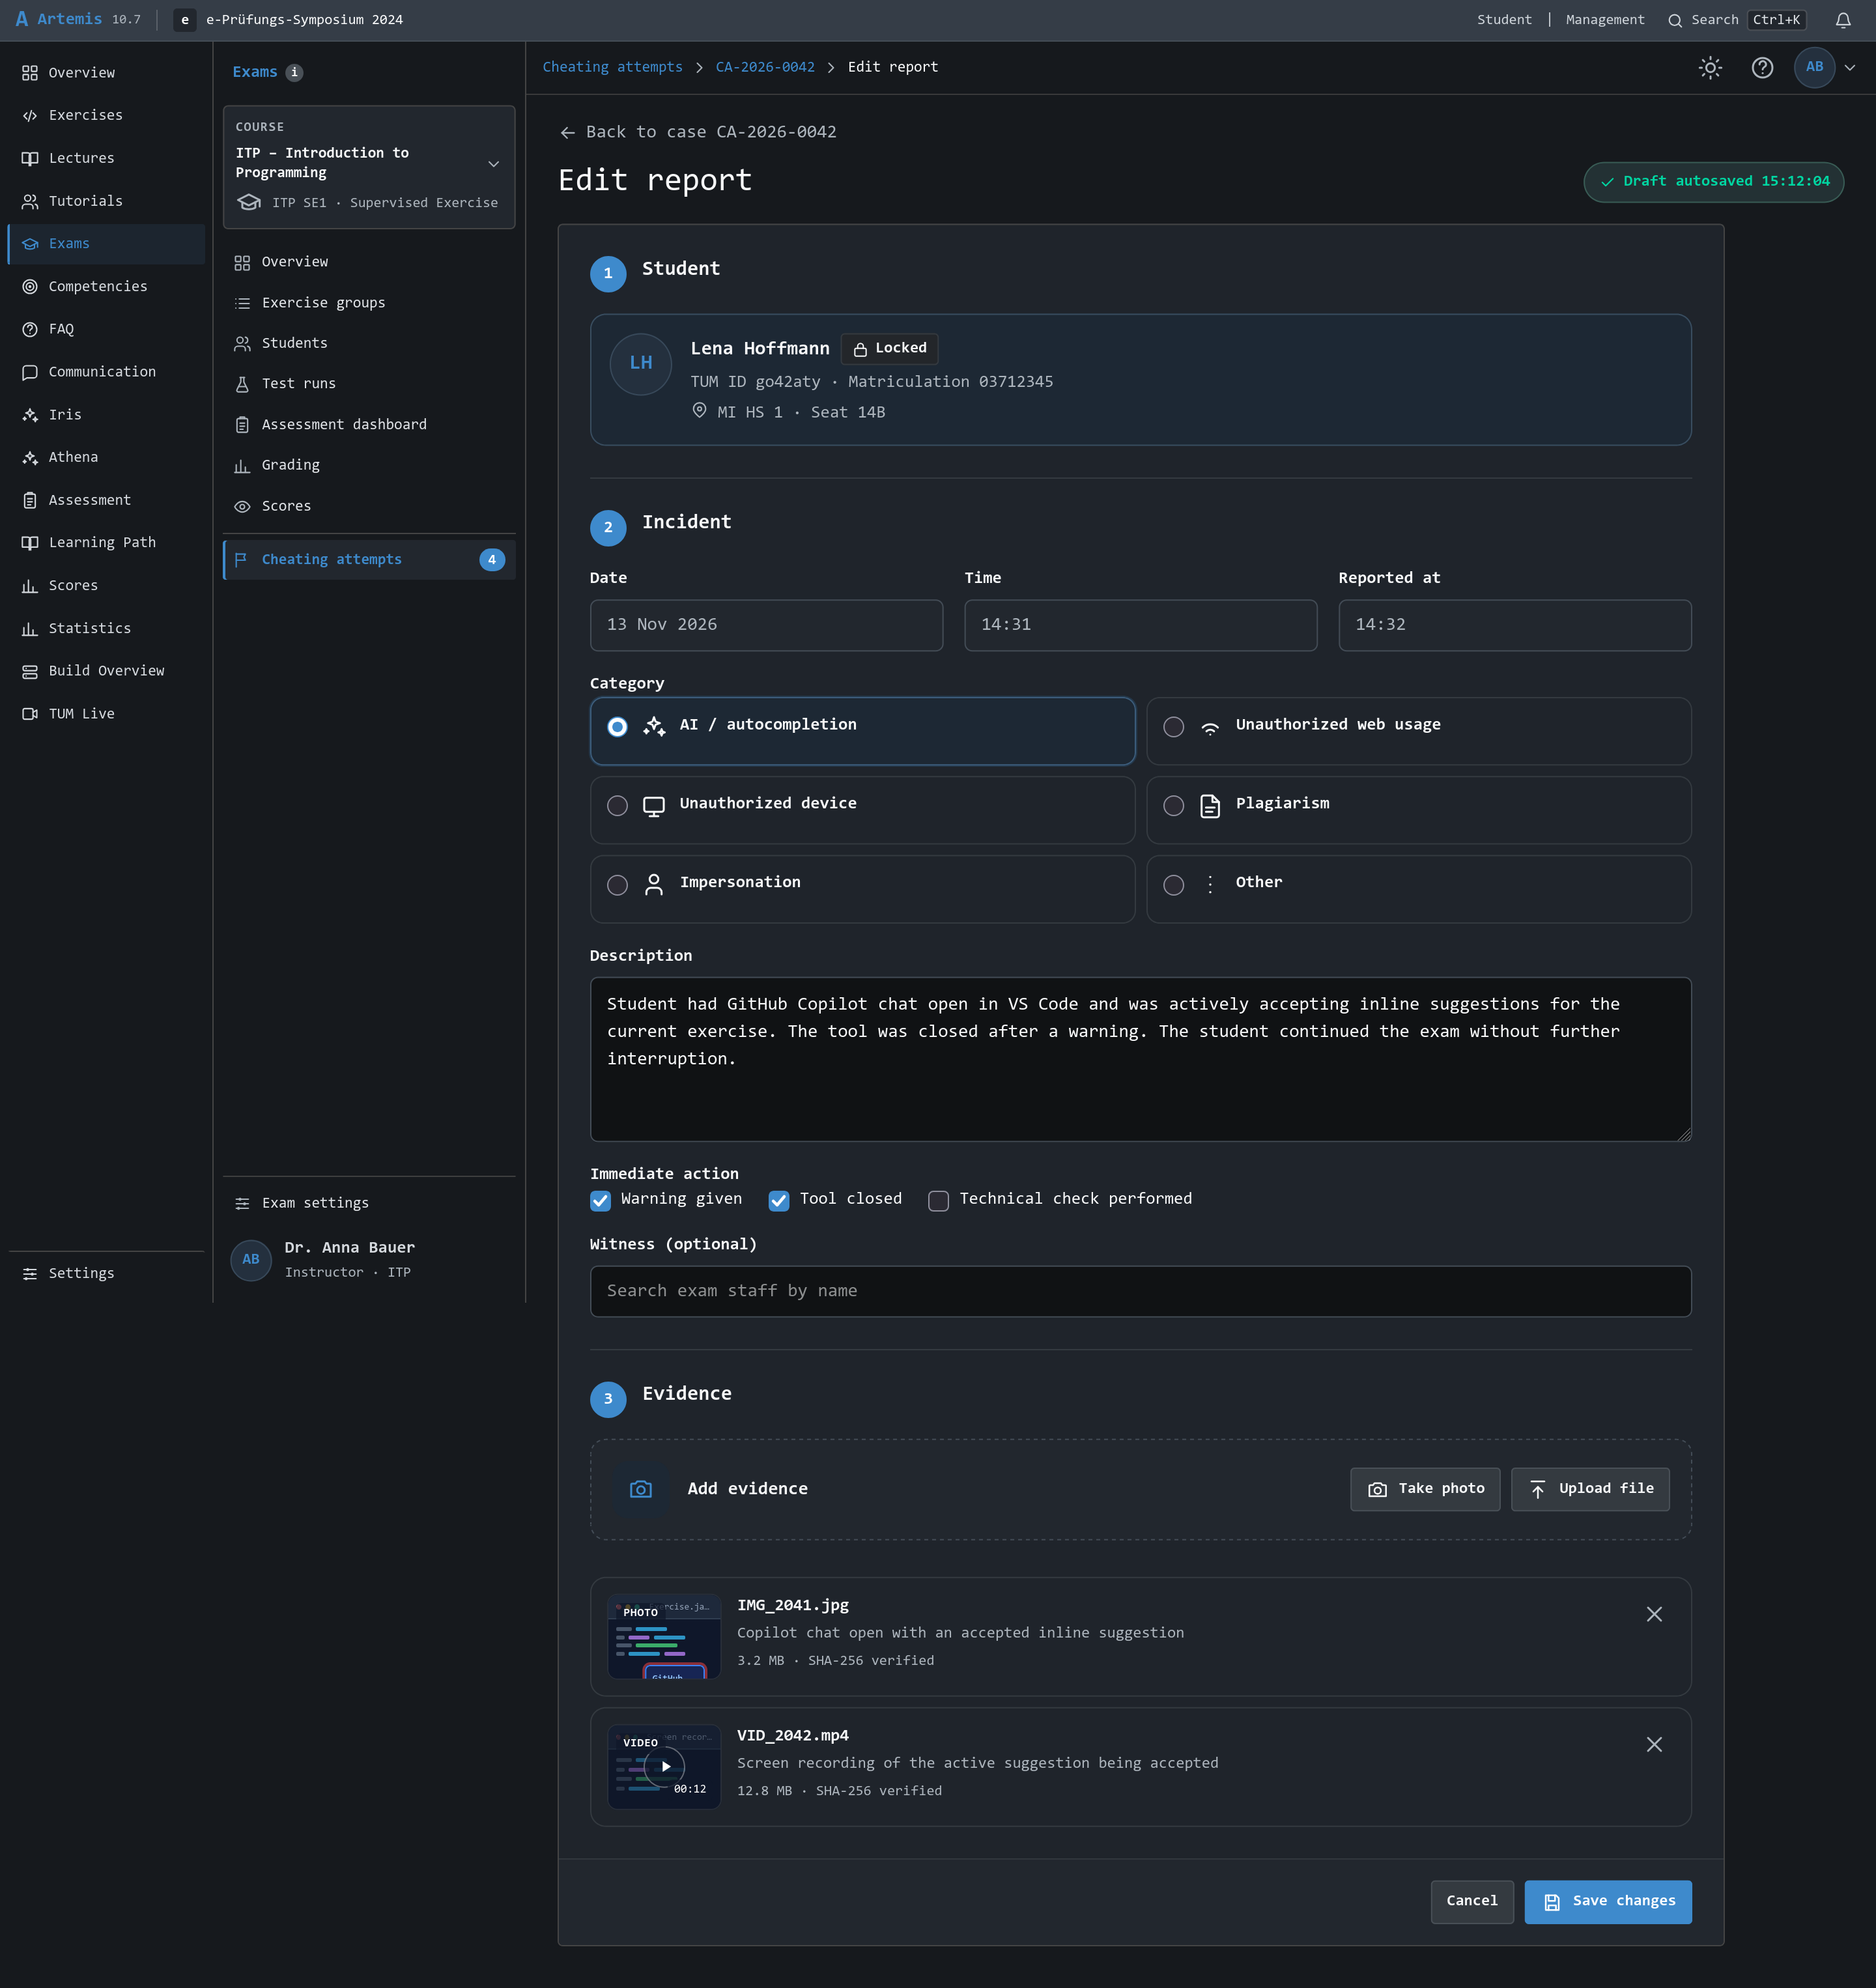 Artemis 10.7
e e-Prüfungs-Symposium 2024
Student | Management
Search Ctrl+K
Overview
Exercises
Lectures
Tutorials
Exams
Competencies
FAQ
Communication
Iris
Athena
Assessment
Learning Path
Scores
Statistics
Build Overview
TUM Live
Settings
Exams i
COURSE
ITP – Introduction to
Programming
ITP SE1 · Supervised Exercise
Overview
Exercise groups
Students
Test runs
Assessment dashboard
Grading
Scores
Cheating attempts 4
Exam settings
AB
Dr. Anna Bauer
Instructor · ITP
Cheating attempts > CA-2026-0042 > Edit report
AB
← Back to case CA-2026-0042
Edit report
Draft autosaved 15:12:04
1 Student
LH
Lena Hoffmann
Locked
TUM ID go42aty · Matriculation 03712345
MI HS 1 · Seat 14B
2 Incident
Date
Time
Reported at
13 Nov 2026
14:31
14:32
Category
AI / autocompletion
Unauthorized web usage
Unauthorized device
Plagiarism
Impersonation
Other
Description
Student had GitHub Copilot chat open in VS Code and was actively accepting inline suggestions for the
current exercise. The tool was closed after a warning. The student continued the exam without further
interruption.
Immediate action
Warning given
Tool closed
Technical check performed
Witness (optional)
Search exam staff by name
3 Evidence
Add evidence
Take photo
Upload file
PHOTO
GitHub
IMG_2041.jpg
Copilot chat open with an accepted inline suggestion
3.2 MB · SHA-256 verified
VIDEO
00:12
VID_2042.mp4
Screen recording of the active suggestion being accepted
12.8 MB · SHA-256 verified
Cancel
Save changes